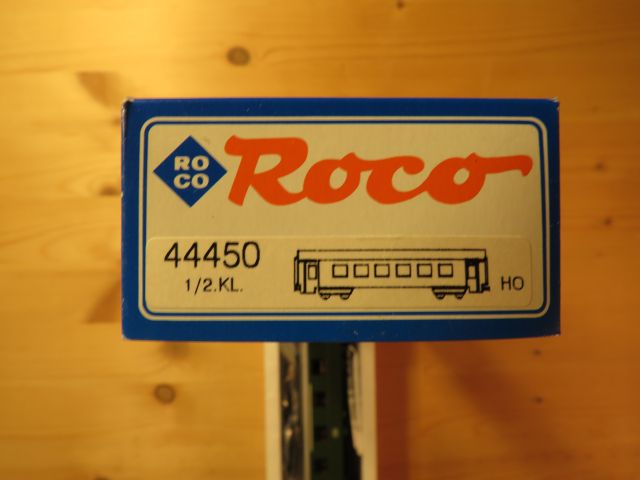 RO
CO
Roco
44450
1/2.KL.
HO